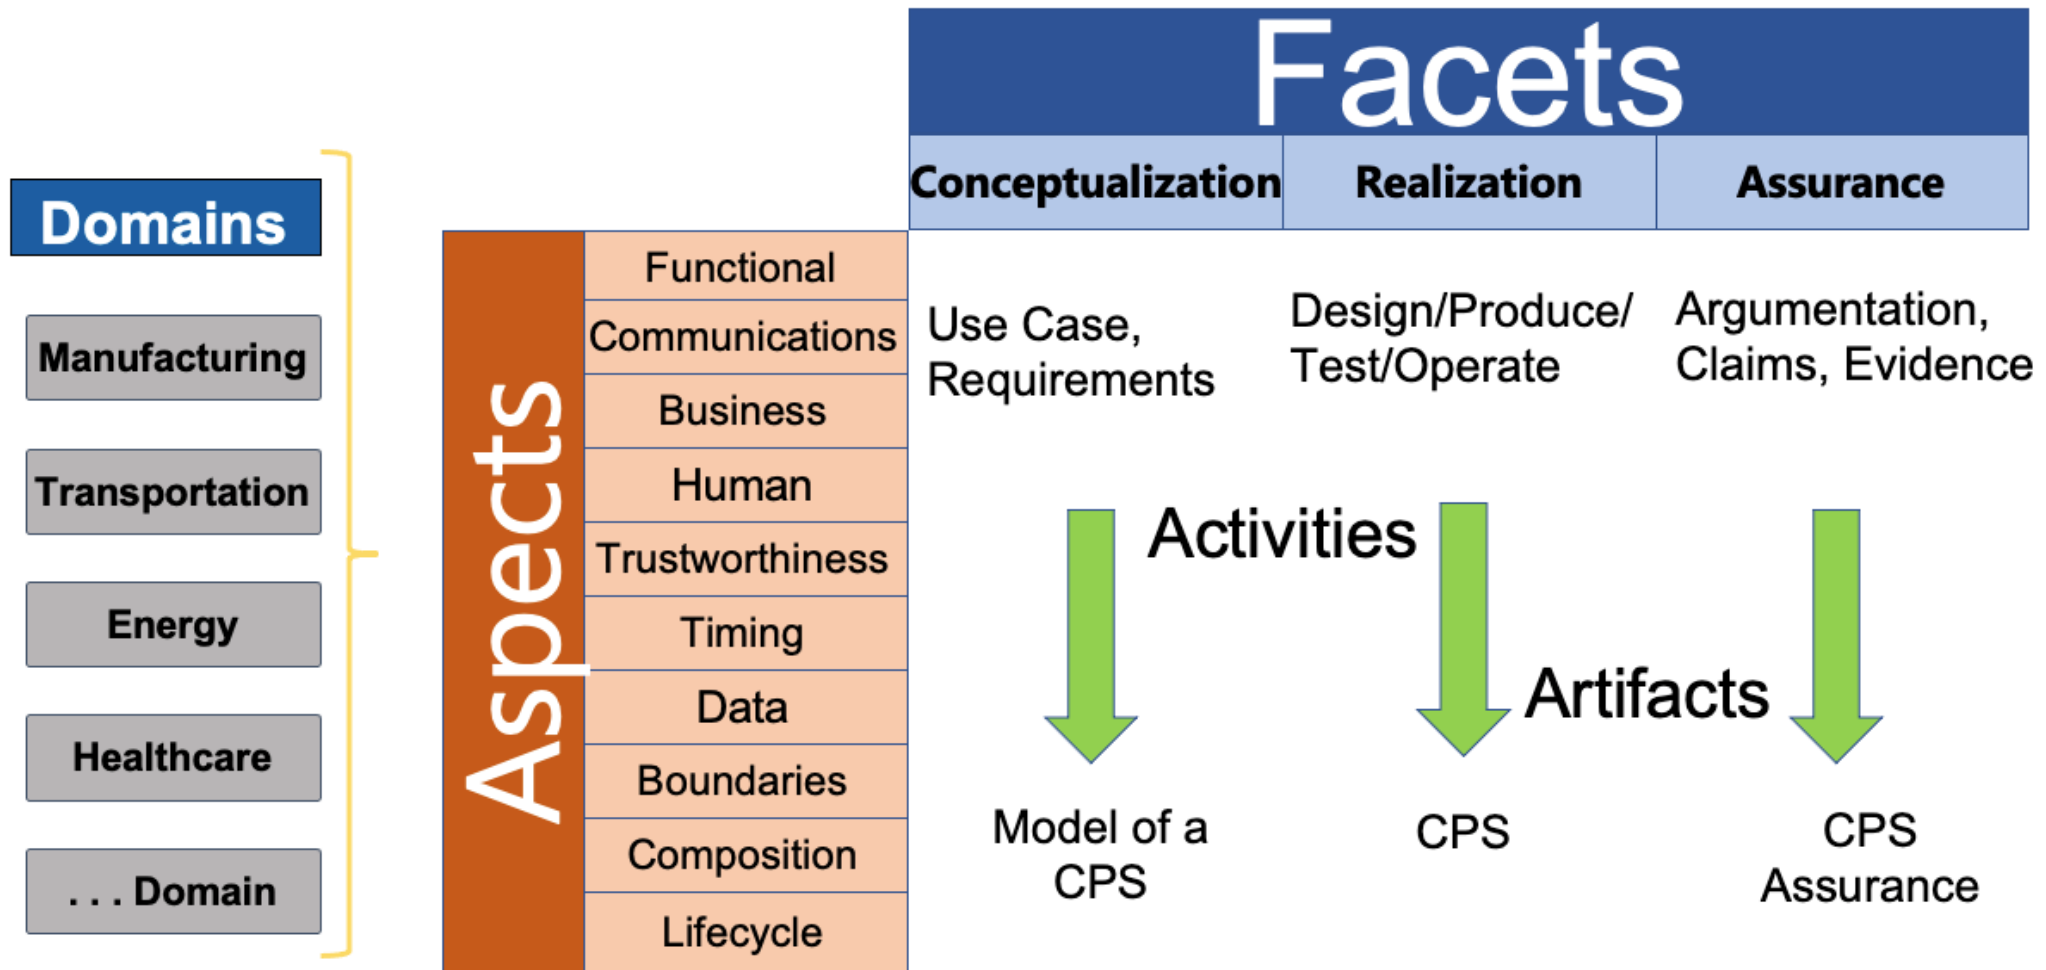 Facets
Conceptualization
Realization
Assurance
Domains
Manufacturing
Transportation
Energy
Healthcare
. . . Domain
Aspects
Functional
Communications
Business
Human
Trustworthiness
Timing
Data
Boundaries
Composition
Lifecycle
Use Case,
Requirements
Design/Produce/
Test/Operate
Argumentation,
Claims, Evidence
Activities
Artifacts
Model of a
CPS
CPS
CPS
Assurance